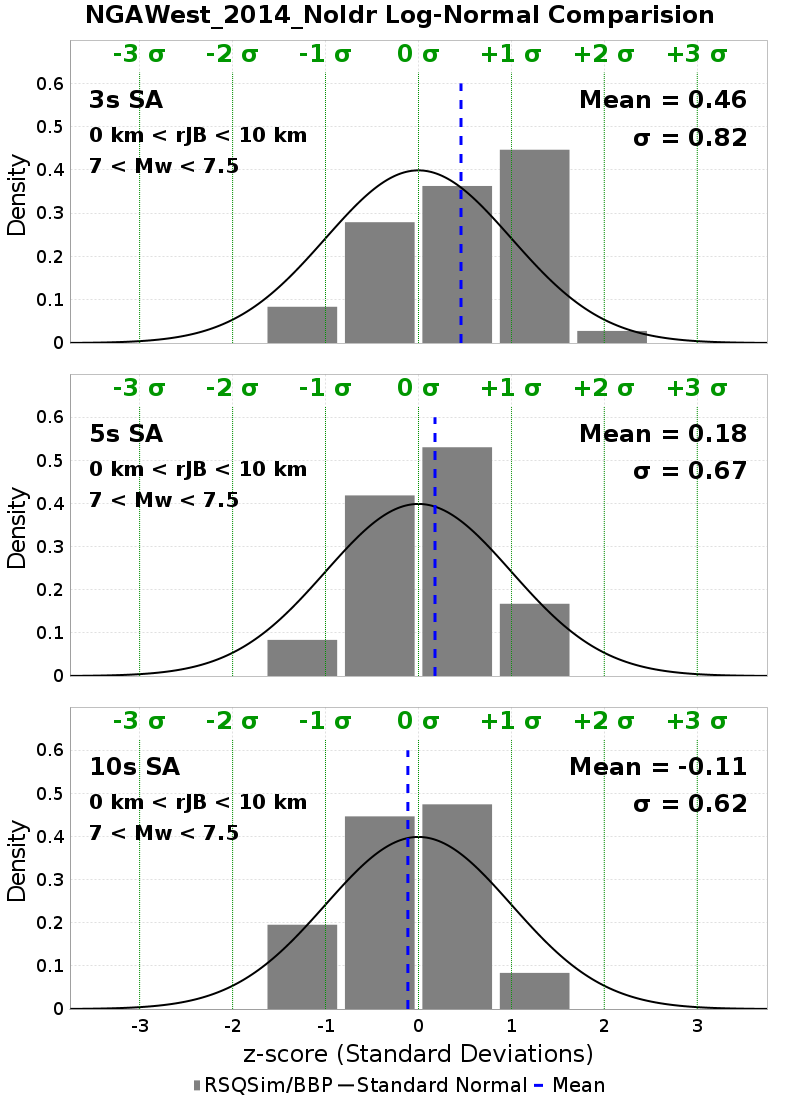 NGAWest_2014_NoIdr Log-Normal Comparision
-3 σ -2 σ -1 σ 0 σ +1 σ +2 σ +3 σ
3s SA
Mean = 0.46
0 km < rJB < 10 km
σ = 0.82
7 < Mw < 7.5
0.6
0.5
0.4
0.3
0.2
0.1
0
Density
-3 σ -2 σ -1 σ 0 σ +1 σ +2 σ +3 σ
5s SA
Mean = 0.18
0 km < rJB < 10 km
σ = 0.67
7 < Mw < 7.5
0.6
0.5
0.4
0.3
0.2
0.1
0
Density
-3 σ -2 σ -1 σ 0 σ +1 σ +2 σ +3 σ
10s SA
Mean = -0.11
0 km < rJB < 10 km
σ = 0.62
7 < Mw < 7.5
0.6
0.5
0.4
0.3
0.2
0.1
0
Density
-3 -2 -1 0 1 2 3
z-score (Standard Deviations)
RSQSim/BBP Standard Normal Mean